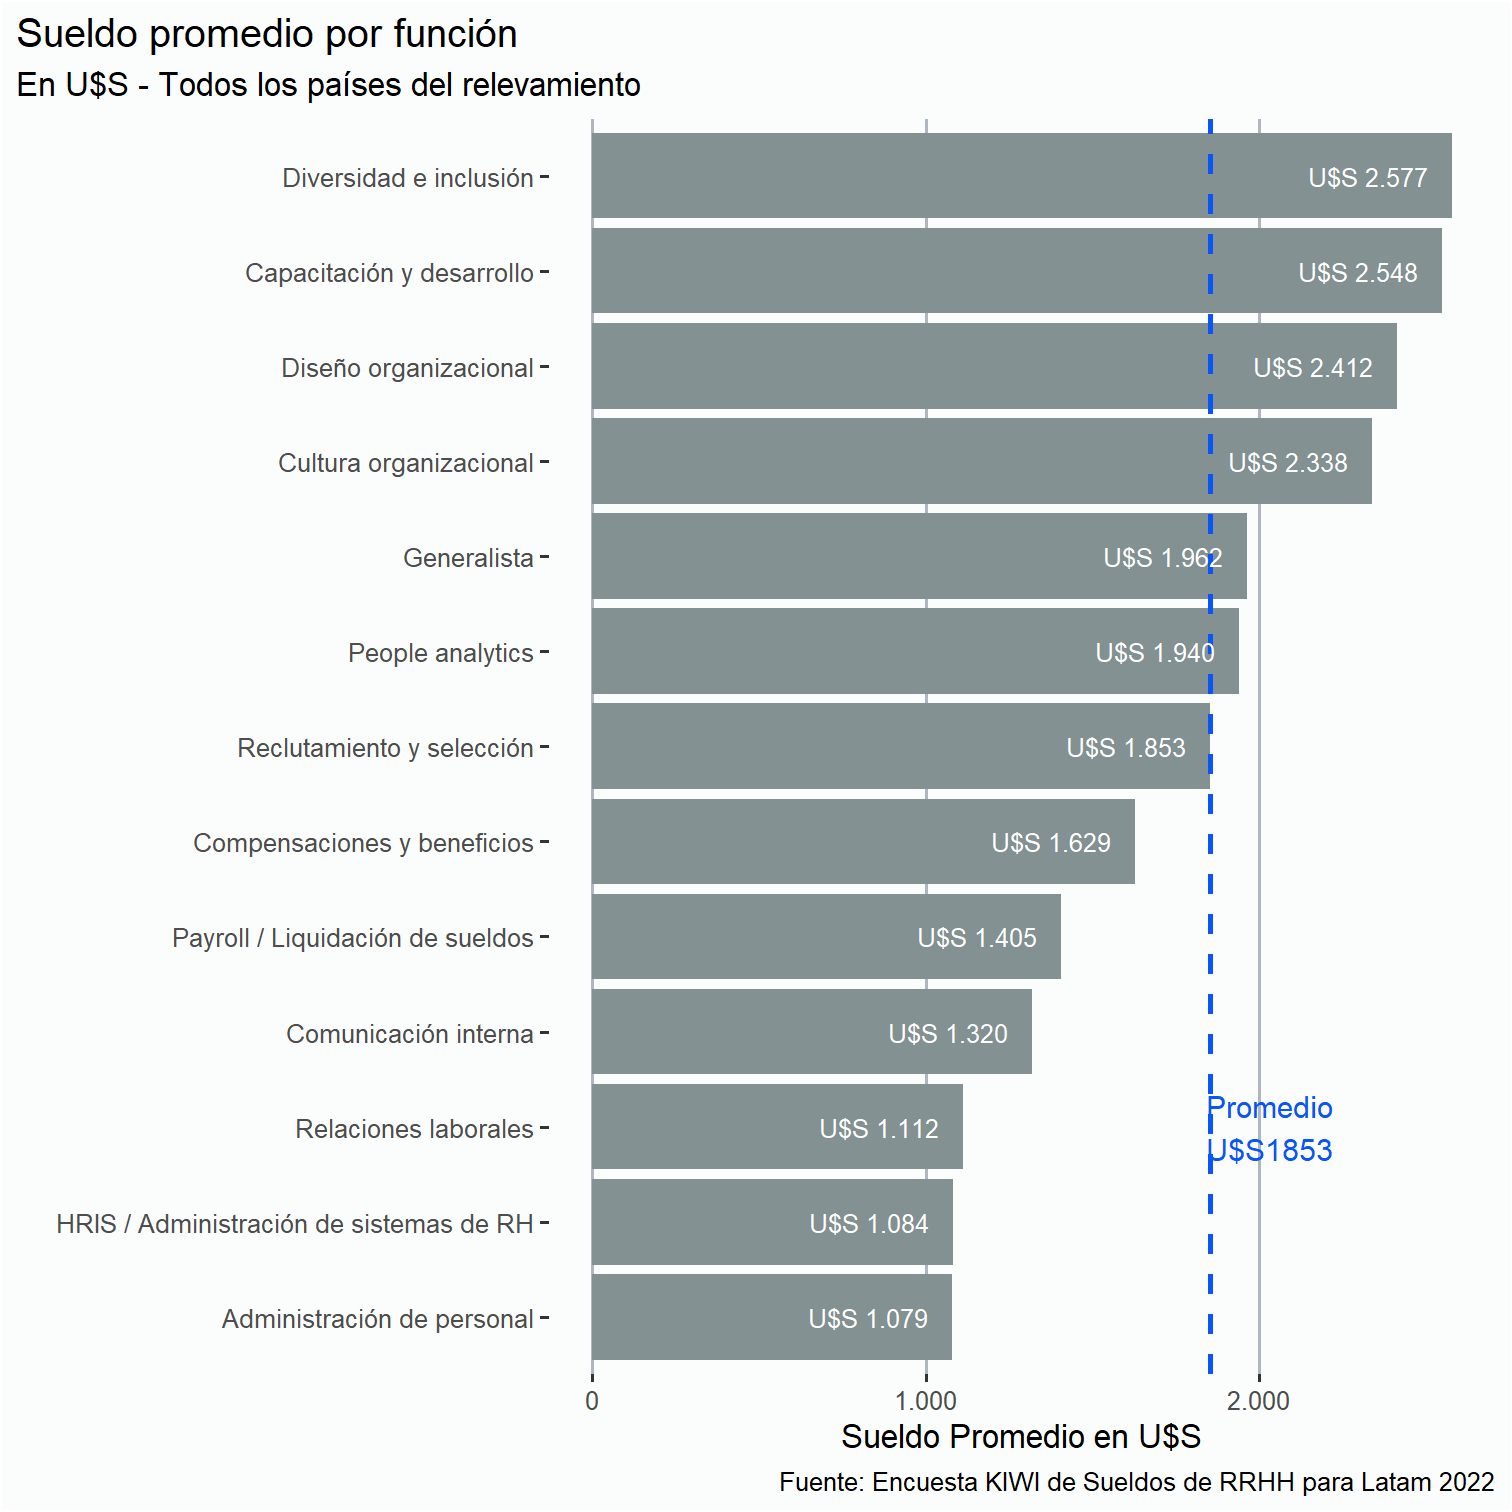 Sueldo promedio por función
En U$S - Todos los países del relevamiento
Diversidad e inclusión
U$S 2.577
Capacitación y desarrollo
U$S 2.548
Diseño organizacional
U$S 2.412
Cultura organizacional
U$S 2.338
Generalista
U$S 1.962
People analytics
U$S 1.940
Reclutamiento y selección
U$S 1.853
Compensaciones y beneficios
U$S 1.629
Payroll / Liquidación de sueldos
U$S 1.405
Comunicación interna
U$S 1.320
Relaciones laborales
U$S 1.112
Promedio
U$S1853
HRIS / Administración de sistemas de RH
U$S 1.084
Administración de personal
U$S 1.079
0 1.000 2.000
Sueldo Promedio en U$S
Fuente: Encuesta KIWI de Sueldos de RRHH para Latam 2022